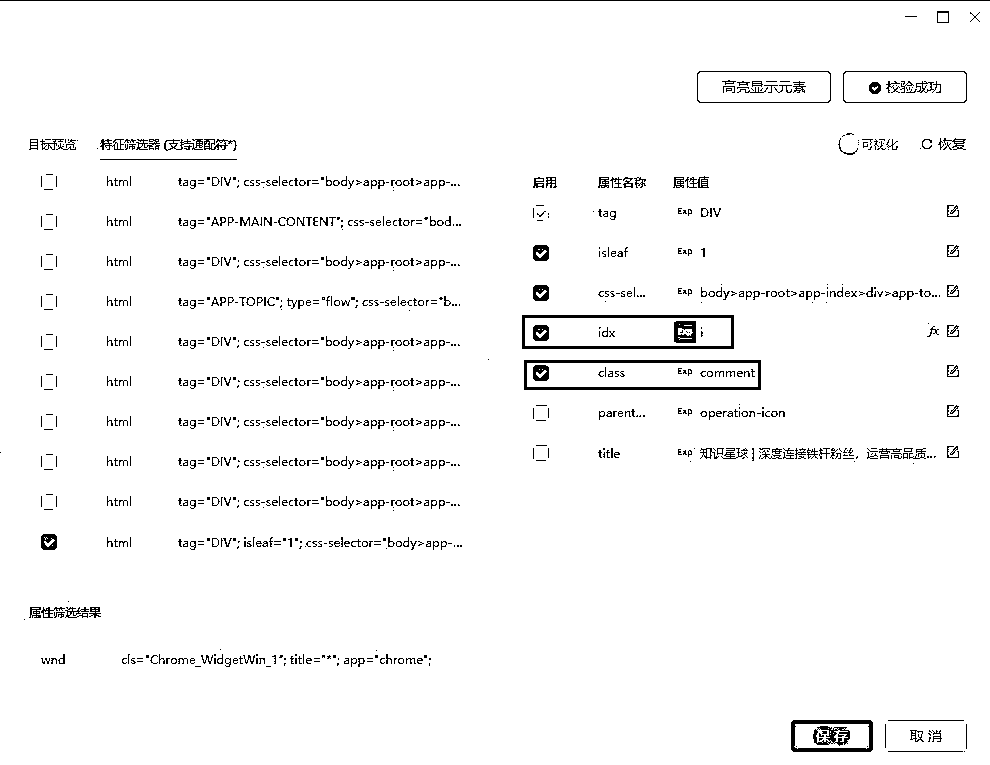 高亮显示元素 校验成功
目标预览 特征筛选器 (支持通配符*) 可视化 恢复
启用 属性名称 属性值
html tag="DIV"; css-selector="body>app-root>app-...
tag Exp DIV
html tag="APP-MAIN-CONTENT"; css-selector="bod...
isleaf Exp 1
html tag="DIV"; css-selector="body>app-root>app-...
css-sel... Exp body>app-root>app-index>div>app-to...
html tag="APP-TOPIC"; type="flow"; css-selector="b...
idx Exp i fx
html tag="DIV"; css-selector="body>app-root>app-...
class Exp comment
html tag="DIV"; css-selector="body>app-root>app-...
parent... Exp operation-icon
html tag="DIV"; css-selector="body>app-root>app-...
title Exp 知识星球 | 深度连接铁杆粉丝，运营高品质...
html tag="DIV"; css-selector="body>app-root>app-...
html tag="DIV"; css-selector="body>app-root>app-...
html tag="DIV"; isleaf="1"; css-selector="body>app-...
属性筛选结果
wnd cls="Chrome_WidgetWin_1"; title="*"; app="chrome";
保存 取消